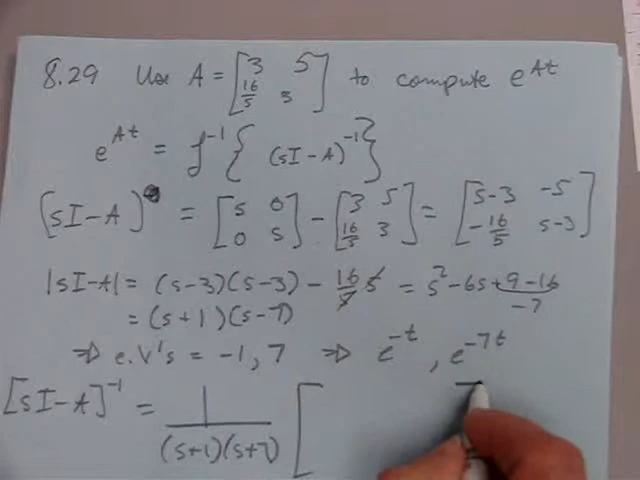 8.29 Use A = [3 5; 16/5 3] to compute e^{At}
e^{At} = ℒ^{-1} { (sI-A)^{-1} }
(sI-A) = [s 0; 0 s] - [3 5; 16/5 3] = [s-3 -5; -16/5 s-3]
|sI-A| = (s-3)(s-3) - 16/5 5 = s^2 -6s + 9-16
-7
= (s+1)(s-7)
⇒ e.v's = -1, 7 ⇒ e^{-t}, e^{-7t}
[sI-A]^{-1} = 1/((s+1)(s+7)) [